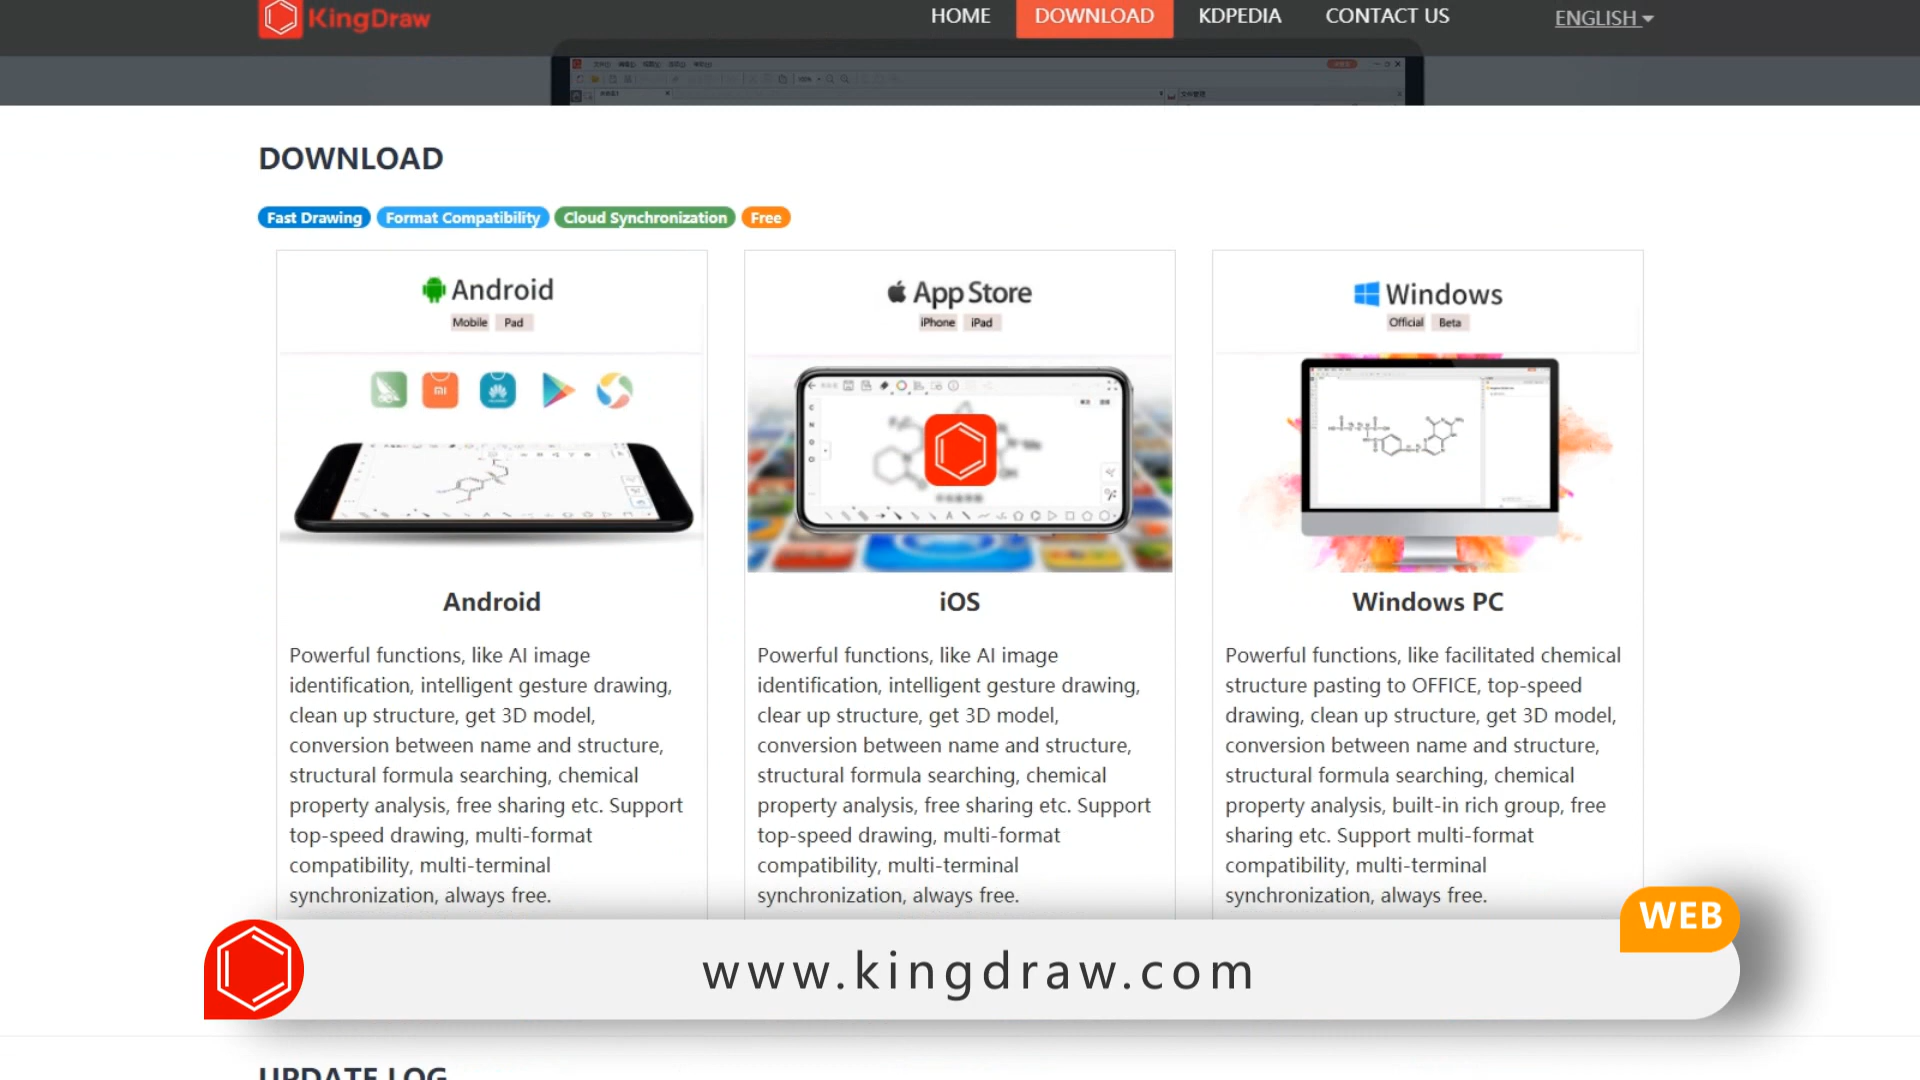 KingDraw
HOME
DOWNLOAD
KDPEDIA
CONTACT US
ENGLISH
DOWNLOAD
Fast Drawing
Format Compatibility
Cloud Synchronization
Free
Android
Mobile
Pad
App Store
iPhone
iPad
Windows
Official
Beta
Android
Powerful functions, like AI image
identification, intelligent gesture drawing,
clean up structure, get 3D model,
conversion between name and structure,
structural formula searching, chemical
property analysis, free sharing etc. Support
top-speed drawing, multi-format
compatibility, multi-terminal
synchronization, always free.
iOS
Powerful functions, like AI image
identification, intelligent gesture drawing,
clear up structure, get 3D model,
conversion between name and structure,
structural formula searching, chemical
property analysis, free sharing etc. Support
top-speed drawing, multi-format
compatibility, multi-terminal
synchronization, always free.
Windows PC
Powerful functions, like facilitated chemical
structure pasting to OFFICE, top-speed
drawing, clean up structure, get 3D model,
conversion between name and structure,
structural formula searching, chemical
property analysis, built-in rich group, free
sharing etc. Support multi-format
compatibility, multi-terminal
synchronization, always free.
WEB
www.kingdraw.com
UPDATE LOG